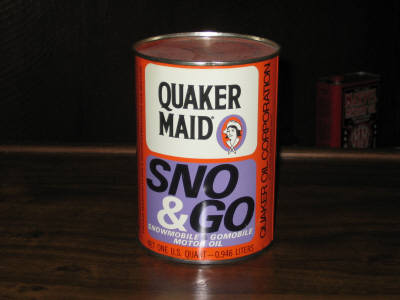 QUAKER
MAID®
SNO
&GO
SNOWMOBILE GOMOBILE
MOTOR OIL
NET ONE U.S. QUART—0.946 LITERS
QUAKER OIL CORPORATION